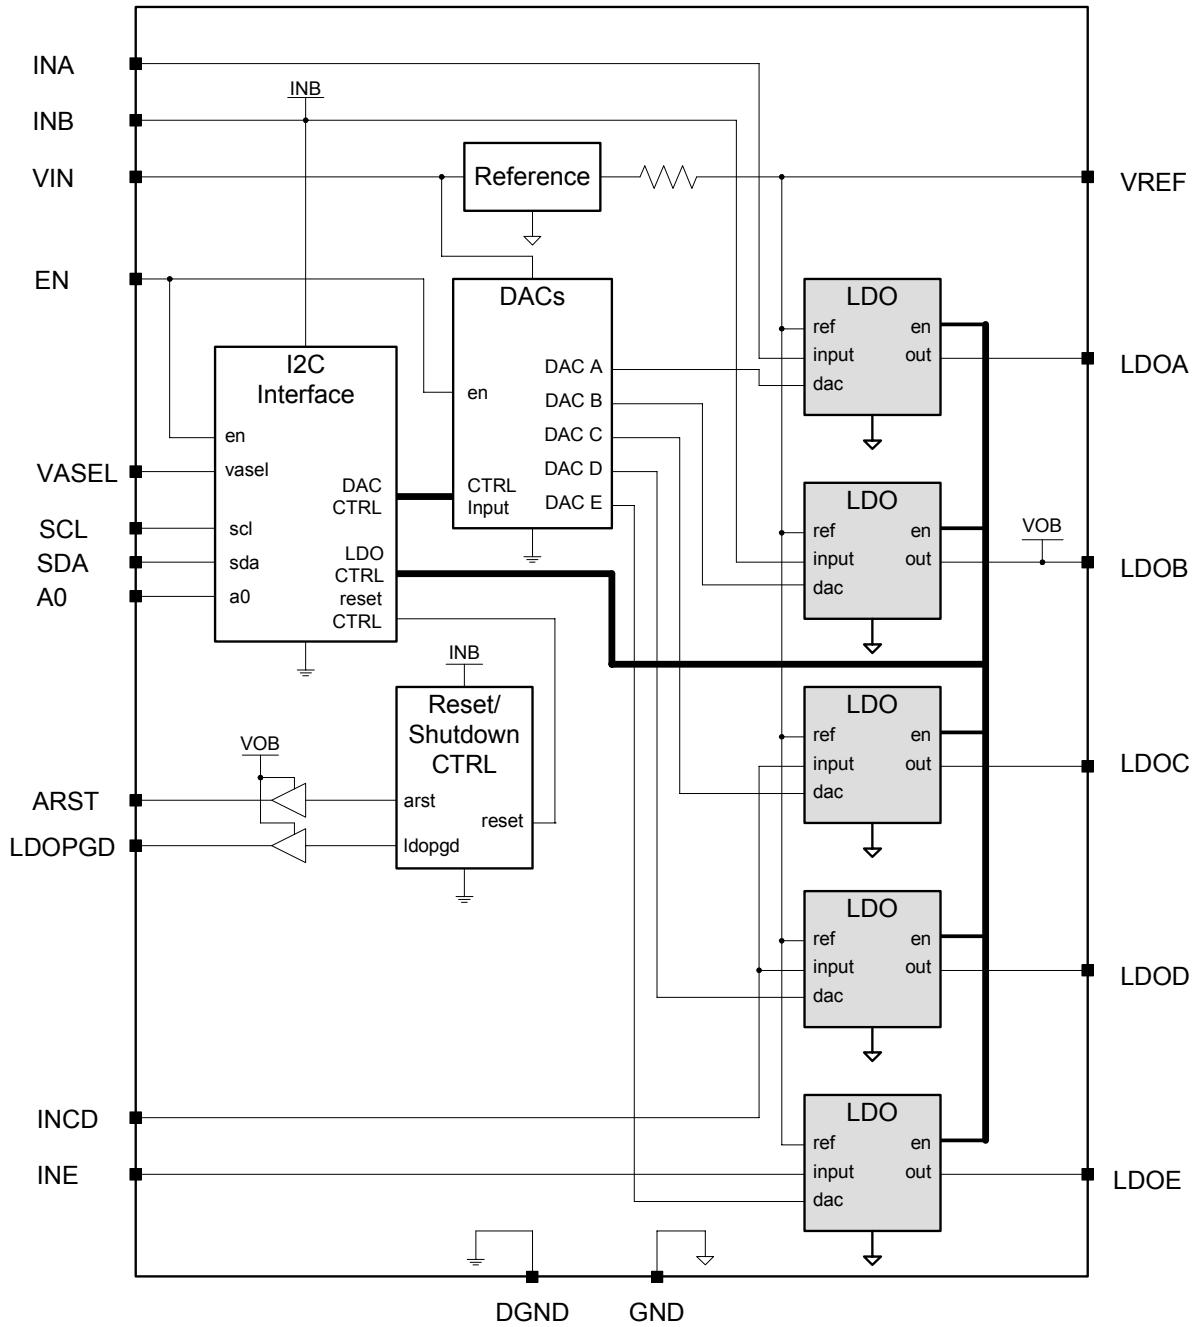 INA
INB
INB
VIN
Reference
VREF
EN
DACs
en
DAC A
DAC B
DAC C
DAC D
DAC E
CTRL
Input
I2C
Interface
en
vasel
scl
sda
a0
DAC
CTRL
LDO
CTRL
reset
CTRL
VASEL
SCL
SDA
A0
LDO
ref
input
dac
en
out
LDOA
LDO
ref
input
dac
en
out
VOB
LDOB
INB
Reset/
Shutdown
CTRL
arst
reset
ldopgd
VOB
ARST
LDOPGD
LDO
ref
input
dac
en
out
LDOC
LDO
ref
input
dac
en
out
LDOD
INCD
INE
LDO
ref
input
dac
en
out
LDOE
DGND
GND